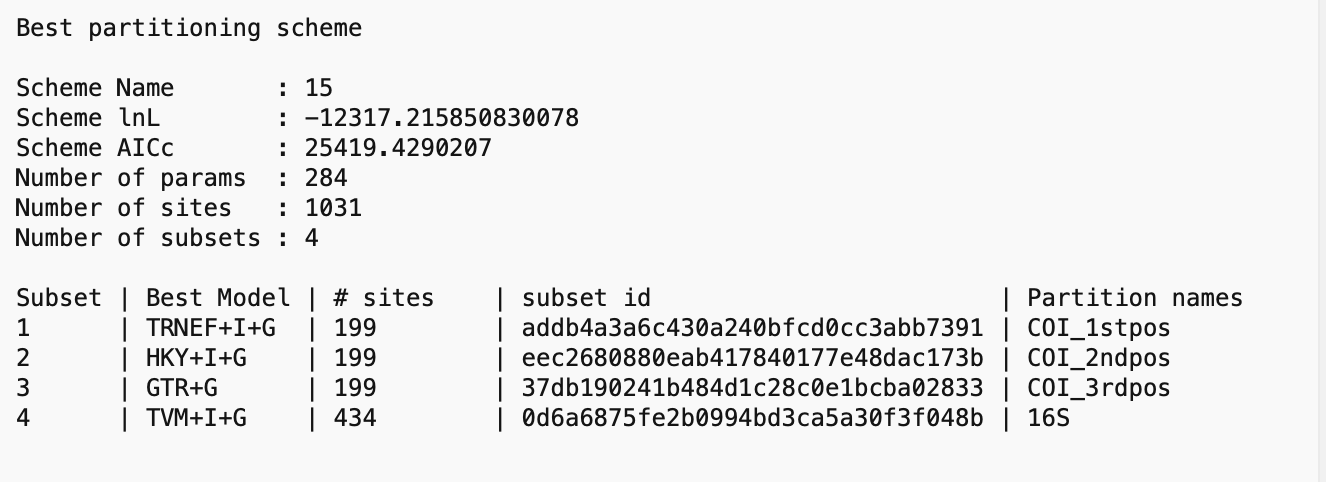 Best partitioning scheme
Scheme Name : 15
Scheme lnL : -12317.215850830078
Scheme AICc : 25419.4290207
Number of params : 284
Number of sites : 1031
Number of subsets : 4
Subset | Best Model | # sites | subset id | Partition names
1 | TRNEF+I+G | 199 | addb4a3a6c430a240bfcd0cc3abb7391 | COI_1stpos
2 | HKY+I+G | 199 | eec2680880eab417840177e48dac173b | COI_2ndpos
3 | GTR+G | 199 | 37db190241b484d1c28c0e1bcba02833 | COI_3rdpos
4 | TVM+I+G | 434 | 0d6a6875fe2b0994bd3ca5a30f3f048b | 16S